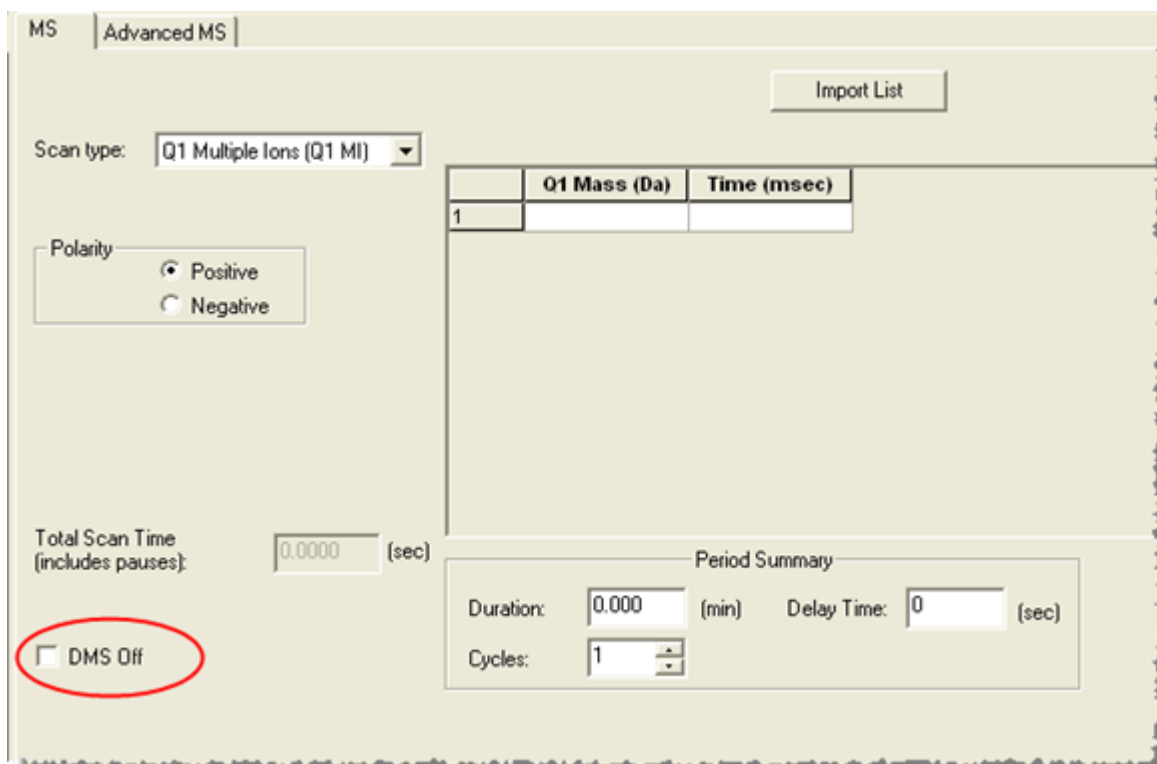 MS
Advanced MS
Import List
Scan type:
Q1 Multiple Ions (Q1 MI)
Q1 Mass (Da)
Time (msec)
1
Polarity
Positive
Negative
Total Scan Time
(includes pauses):
0.0000
(sec)
Period Summary
Duration:
0.000
(min)
Delay Time:
0
(sec)
Cycles:
1
DMS Off